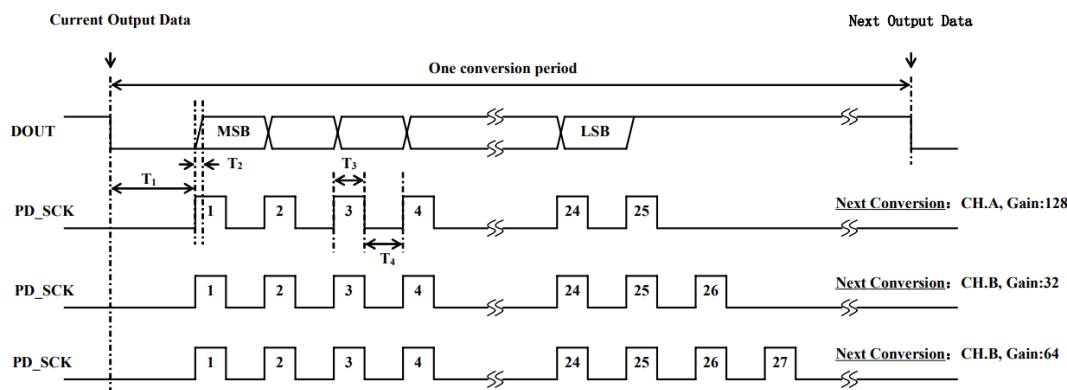 Current Output Data
Next Output Data
One conversion period
DOUT
MSB
LSB
T2
T3
T1
PD_SCK
1
2
3
4
24
25
Next Conversion： CH.A, Gain:128
T4
PD_SCK
1
2
3
4
24
25
26
Next Conversion： CH.B, Gain:32
PD_SCK
1
2
3
4
24
25
26
27
Next Conversion： CH.B, Gain:64